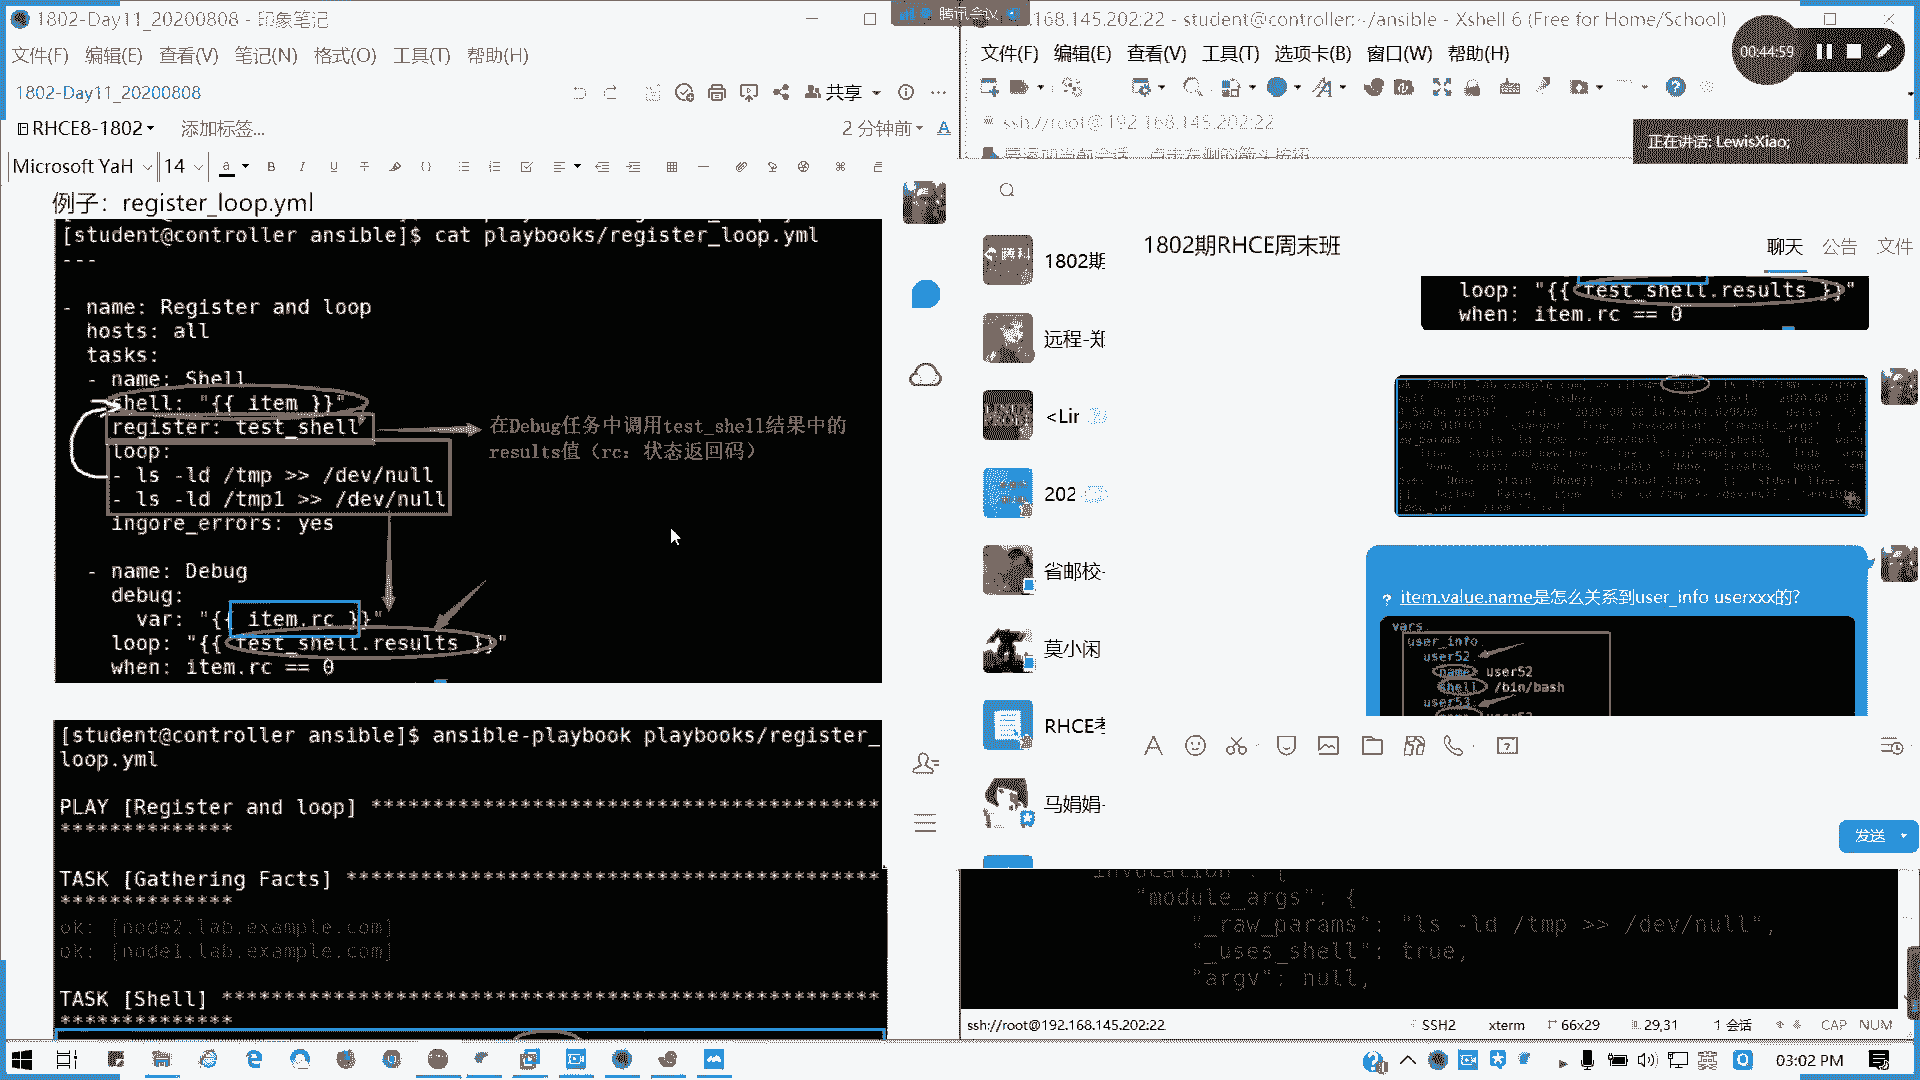 1802-Day11_20200808 - 印象笔记
文件(F) 编辑(E) 查看(V) 笔记(N) 格式(O) 工具(T) 帮助(H)
1802-Day11_20200808
共享
RHCE8-1802
添加标签...
2 分钟前
Microsoft YaH 14
例子：register_loop.yml
[student@controller ansible]$ cat playbooks/register_loop.yml
---
- name: Register and loop
hosts: all
tasks:
- name: Shell
shell: "{{ item }}"
register: test_shell
loop:
- ls -ld /tmp >> /dev/null
- ls -ld /tmp1 >> /dev/null
ingore_errors: yes
在Debug任务中调用test_shell结果中的
results值（rc：状态返回码）
- name: Debug
debug:
var: "{{ item.rc }}"
loop: "{{ test_shell.results }}"
when: item.rc == 0
[student@controller ansible]$ ansible-playbook playbooks/register_
loop.yml
PLAY [Register and loop] ****************************************
**************
TASK [Gathering Facts] ******************************************
**************
ok: [node2.lab.example.com]
ok: [node1.lab.example.com]
TASK [Shell] *****************************************************
**************
腾讯会议
168.145.202:22 - student@controller:~/ansible - Xshell 6 (Free for Home/School)
文件(F) 编辑(E) 查看(V) 工具(T) 选项卡(B) 窗口(W) 帮助(H)
00:44:59
ssh://root@192.168.145.202:22
正在讲话: LewisXiao;
1802期
远程-郑
<Lir
202
省邮校-
莫小闲
RHCE考
马娟娟-
1802期RHCE周末班
聊天 公告 文件
loop: "{{ test_shell.results }}"
when: item.rc == 0
item.value.name是怎么关系到user_info userxxx的?
vars:
user_info:
user52:
name: user52
shell: /bin/bash
user53:
发送
"module_args": {
"_raw_params": "ls -ld /tmp >> /dev/null",
"_uses_shell": true,
"argv": null,
ssh://root@192.168.145.202:22
SSH2 xterm 66x29 29,31 1 会话 CAP NUM
英
03:02 PM